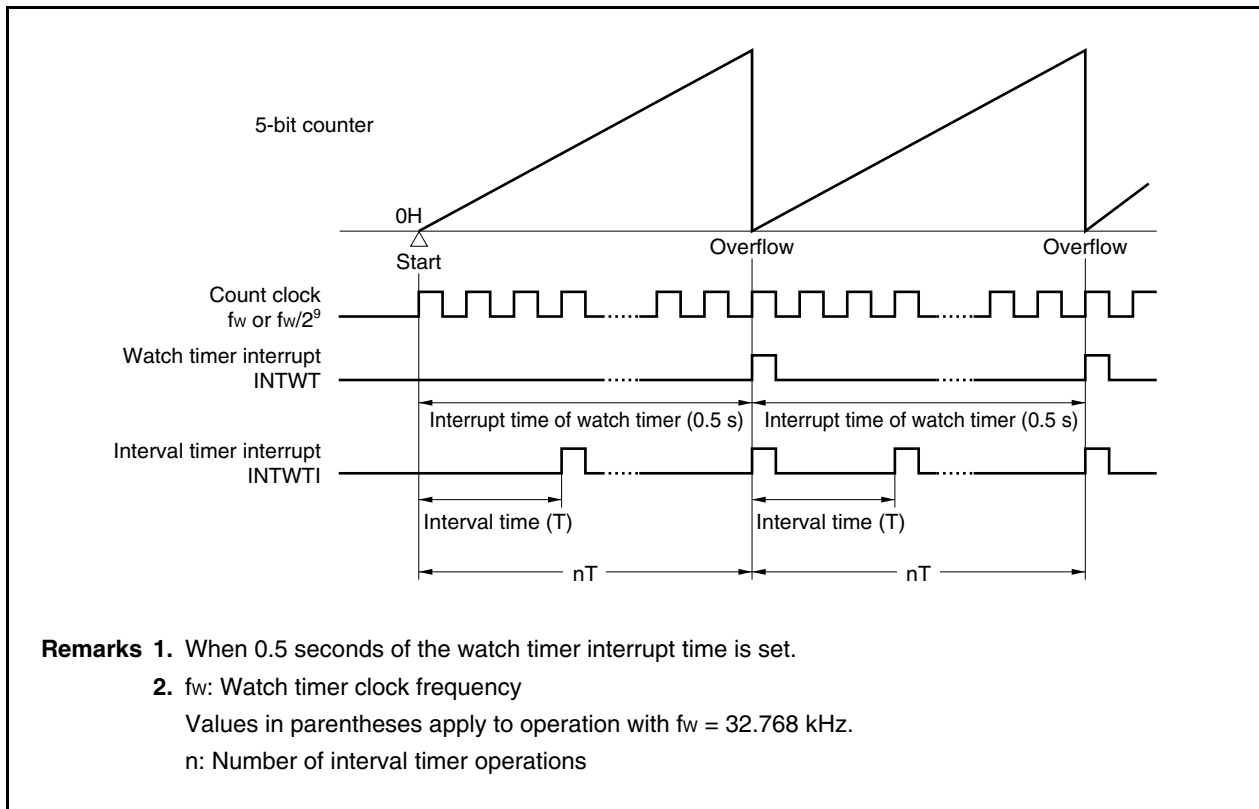 5-bit counter
0H
Start
Overflow
Overflow
Count clock
fW or fW/2⁹
Watch timer interrupt
INTWT
Interrupt time of watch timer (0.5 s)
Interrupt time of watch timer (0.5 s)
Interval timer interrupt
INTWTI
Interval time (T)
Interval time (T)
nT
nT
Remarks 1. When 0.5 seconds of the watch timer interrupt time is set.
2. fW: Watch timer clock frequency
Values in parentheses apply to operation with fW = 32.768 kHz.
n: Number of interval timer operations